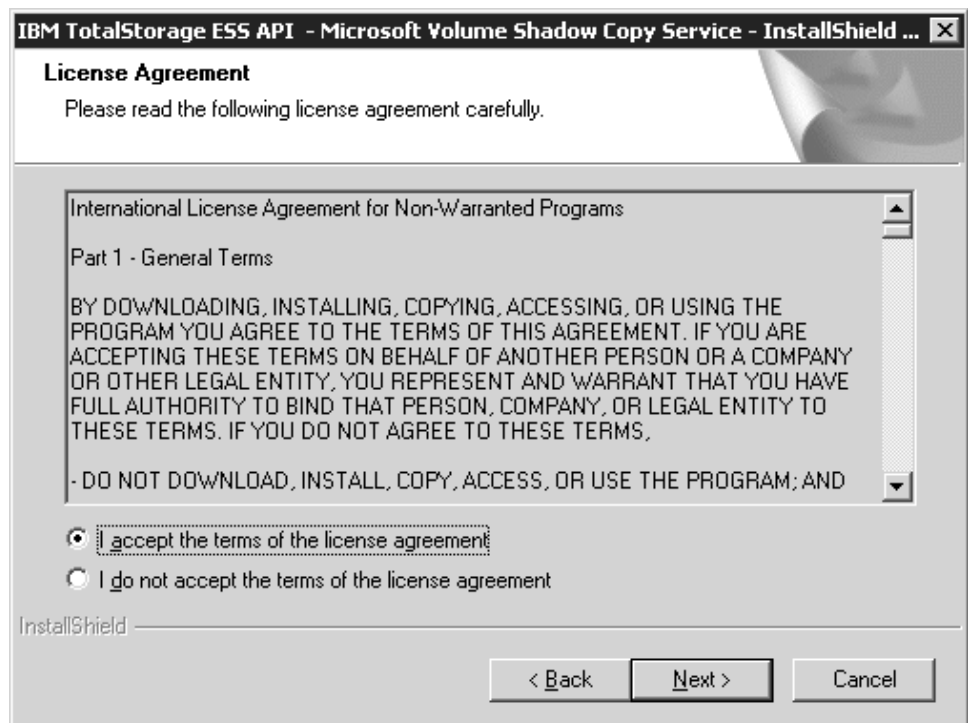 IBM TotalStorage ESS API - Microsoft Volume Shadow Copy Service - InstallShield ...
License Agreement
Please read the following license agreement carefully.
International License Agreement for Non-Warranted Programs
Part 1 - General Terms
BY DOWNLOADING, INSTALLING, COPYING, ACCESSING, OR USING THE
PROGRAM YOU AGREE TO THE TERMS OF THIS AGREEMENT. IF YOU ARE
ACCEPTING THESE TERMS ON BEHALF OF ANOTHER PERSON OR A COMPANY
OR OTHER LEGAL ENTITY, YOU REPRESENT AND WARRANT THAT YOU HAVE
FULL AUTHORITY TO BIND THAT PERSON, COMPANY, OR LEGAL ENTITY TO
THESE TERMS. IF YOU DO NOT AGREE TO THESE TERMS,
- DO NOT DOWNLOAD, INSTALL, COPY, ACCESS, OR USE THE PROGRAM; AND
I accept the terms of the license agreement
I do not accept the terms of the license agreement
InstallShield
< Back Next > Cancel